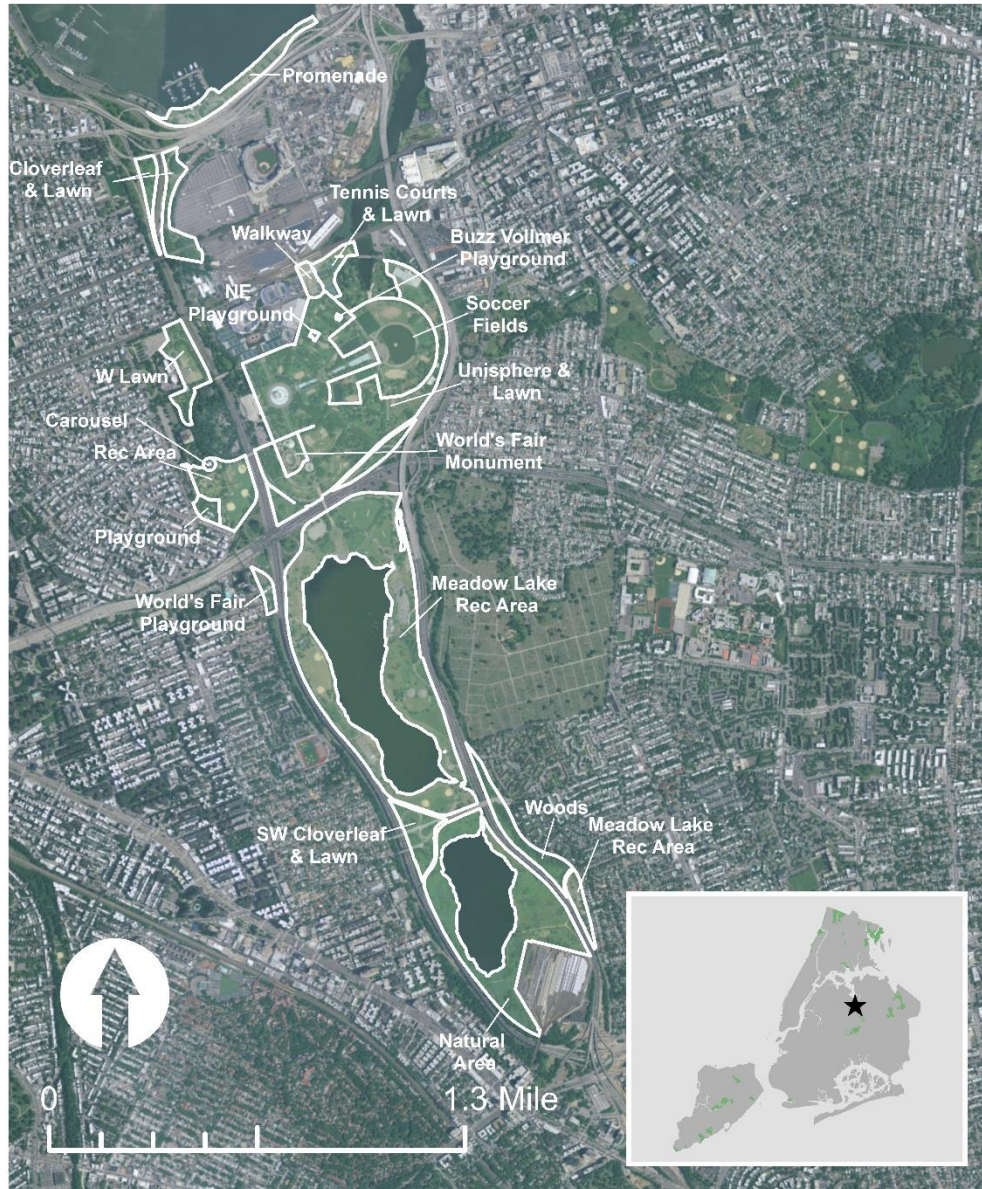 Promenade
Cloverleaf
& Lawn
Tennis Courts
& Lawn
Walkway
Buzz Vollmer
Playground
NE
Playground
Soccer
Fields
W Lawn
Unisphere &
Lawn
Carousel
Rec Area
World's Fair
Monument
Playground
World's Fair
Playground
Meadow Lake
Rec Area
Woods
Meadow Lake
Rec Area
SW Cloverleaf
& Lawn
Natural
Area
0
1.3 Mile